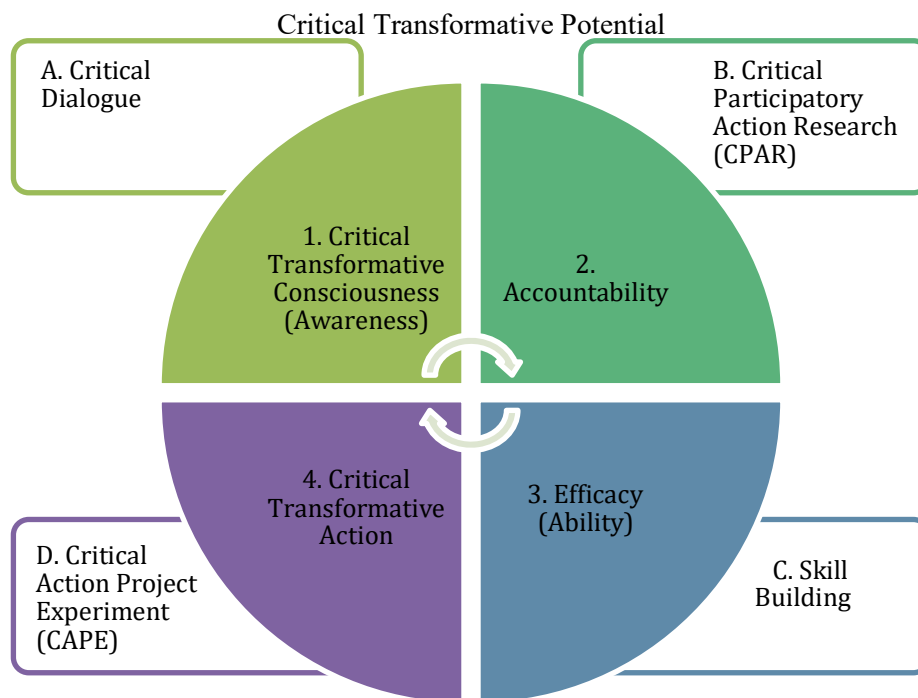 Critical Transformative Potential
A. Critical
Dialogue
B. Critical
Participatory
Action Research
(CPAR)
1. Critical
Transformative
Consciousness
(Awareness)
2.
Accountability
4. Critical
Transformative
Action
3. Efficacy
(Ability)
D. Critical
Action Project
Experiment
(CAPE)
C. Skill
Building